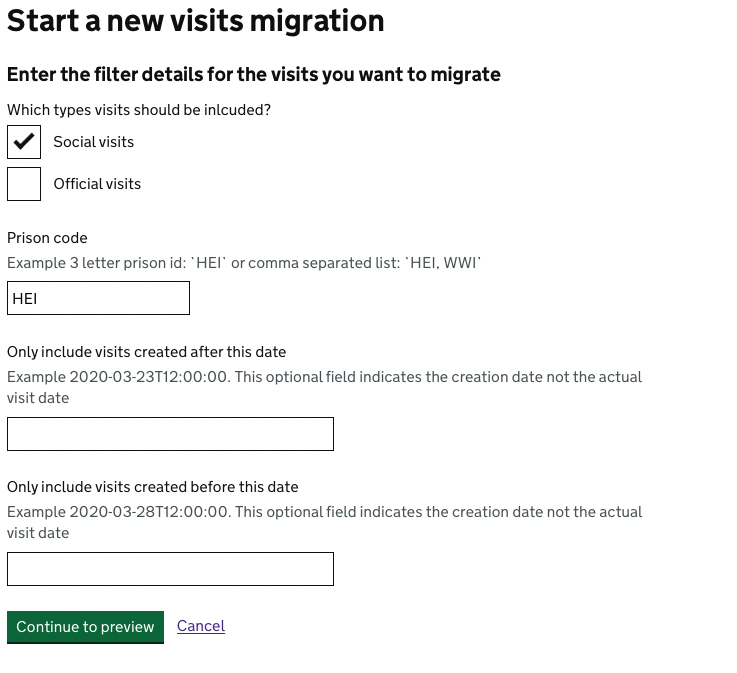 Start a new visits migration
Enter the filter details for the visits you want to migrate
Which types visits should be inlcuded?
Social visits
Official visits
Prison code
Example 3 letter prison id: `HEI` or comma separated list: `HEI, WWI`
HEI
Only include visits created after this date
Example 2020-03-23T12:00:00. This optional field indicates the creation date not the actual
visit date
Only include visits created before this date
Example 2020-03-28T12:00:00. This optional field indicates the creation date not the actual
visit date
Continue to preview
Cancel